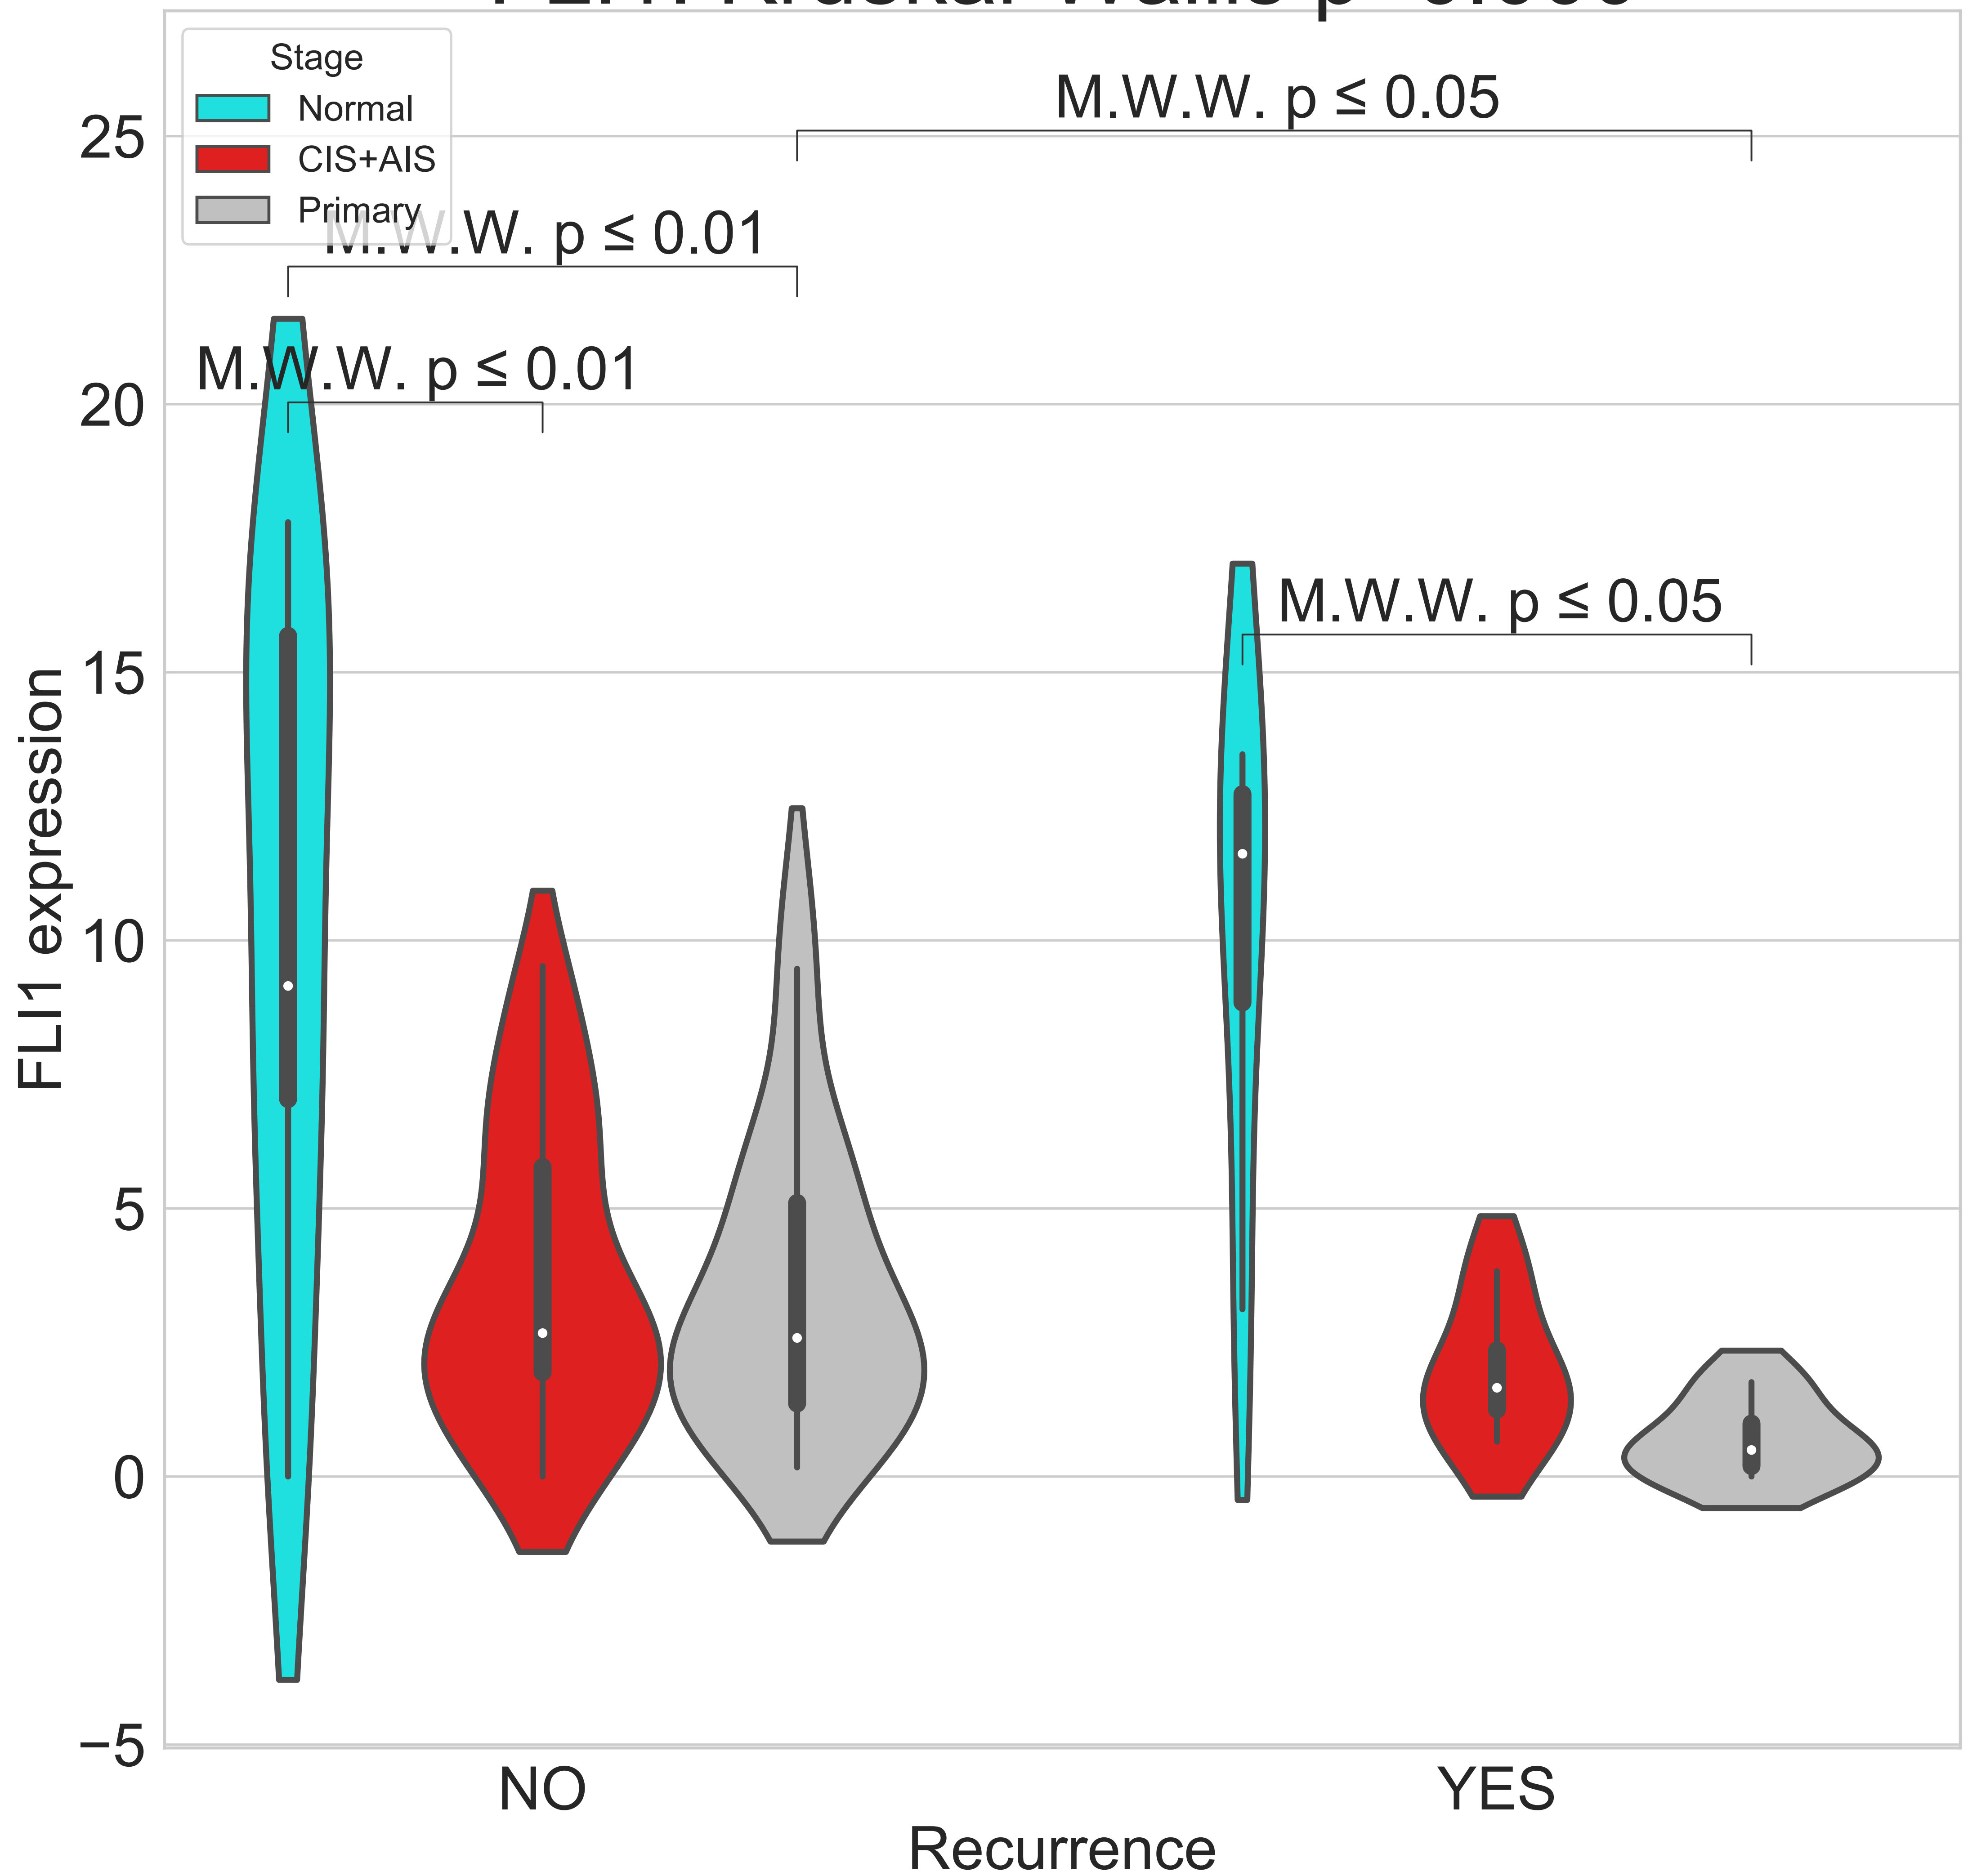 Stage
Normal
CIS+AIS
Primary
M.W.W. p ≤ 0.05
M.W.W. p ≤ 0.01
M.W.W. p ≤ 0.01
M.W.W. p ≤ 0.05
25
20
15
10
5
0
−5
FLI1 expression
NO
YES
Recurrence